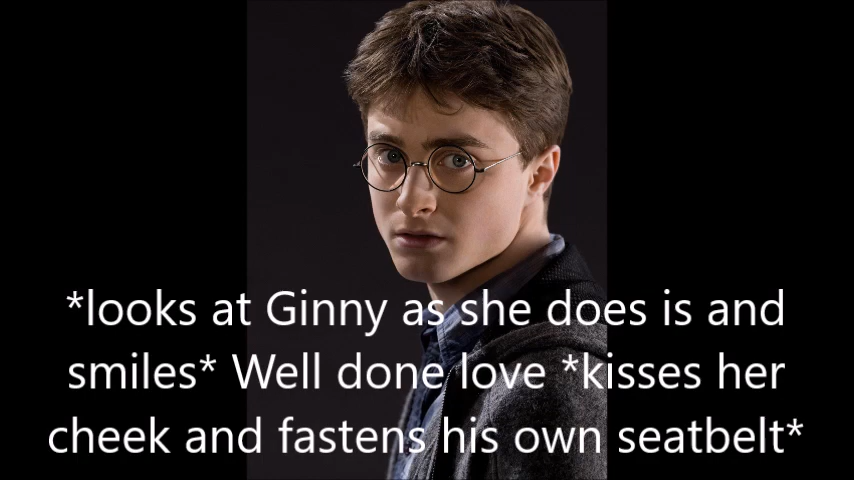 *looks at Ginny as she does is and
smiles* Well done love *kisses her
cheek and fastens his own seatbelt*